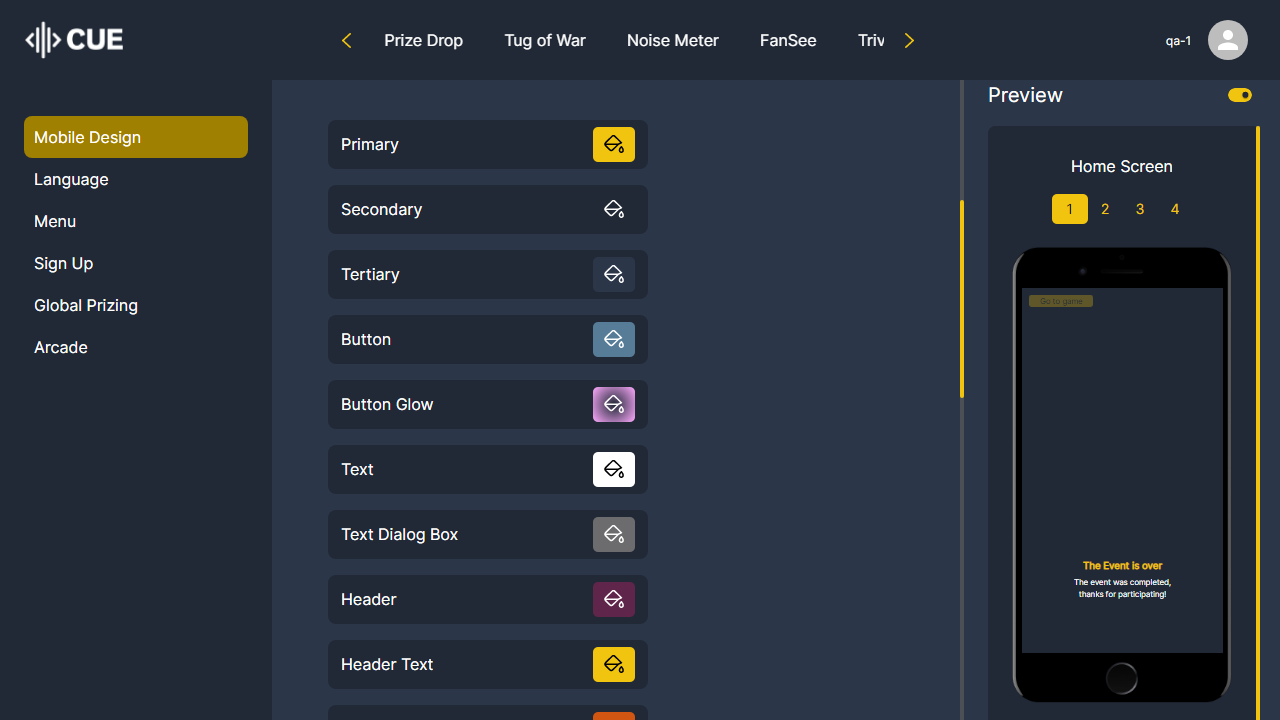 CUE
Prize Drop
Tug of War
Noise Meter
FanSee
Triv
qa-1
Mobile Design
Language
Menu
Sign Up
Global Prizing
Arcade
Primary
Secondary
Tertiary
Button
Button Glow
Text
Text Dialog Box
Header
Header Text
Preview
Home Screen
1 2 3 4
Go to game
The Event is over
The event was completed,
thanks for participating!